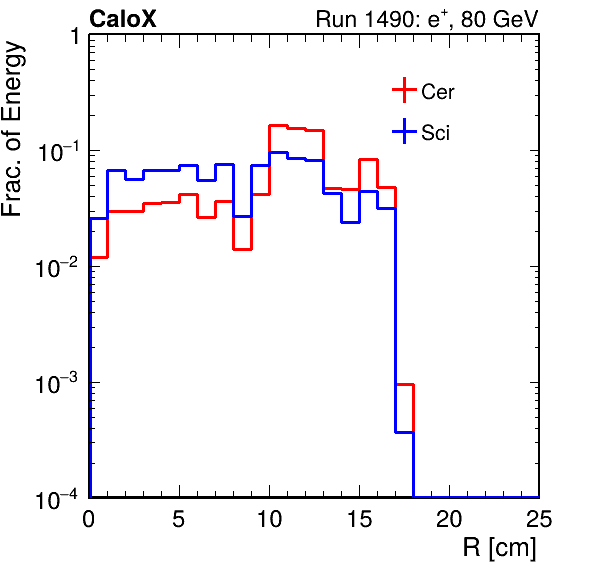 CaloX Run 1490: e⁺, 80 GeV
Frac. of Energy
1
10⁻¹
10⁻²
10⁻³
10⁻⁴
Cer
Sci
0 5 10 15 20 25
R [cm]